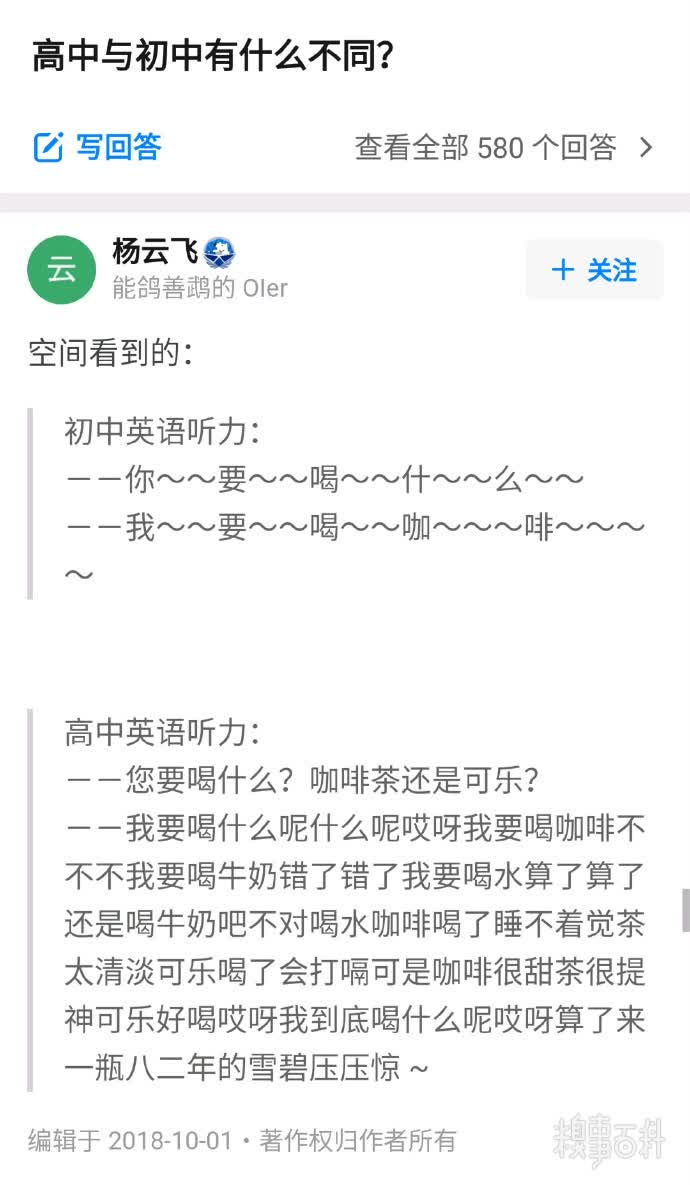 高中与初中有什么不同?
写回答
查看全部 580 个回答
云
杨云飞
能鸽善鹉的 OIer
+ 关注
空间看到的：
初中英语听力：
－－你～～要～～喝～～什～～么～～
－－我～～要～～喝～～咖～～～啡～～～
～
高中英语听力：
－－您要喝什么？咖啡茶还是可乐？
－－我要喝什么呢什么呢哎呀我要喝咖啡不
不不我要喝牛奶错了错了我要喝水算了算了
还是喝牛奶吧不对喝水咖啡喝了睡不着觉茶
太清淡可乐喝了会打嗝可是咖啡很甜茶很提
神可乐好喝哎呀我到底喝什么呢哎呀算了来
一瓶八二年的雪碧压压惊 ~
编辑于 2018-10-01 · 著作权归作者所有
糗事百科